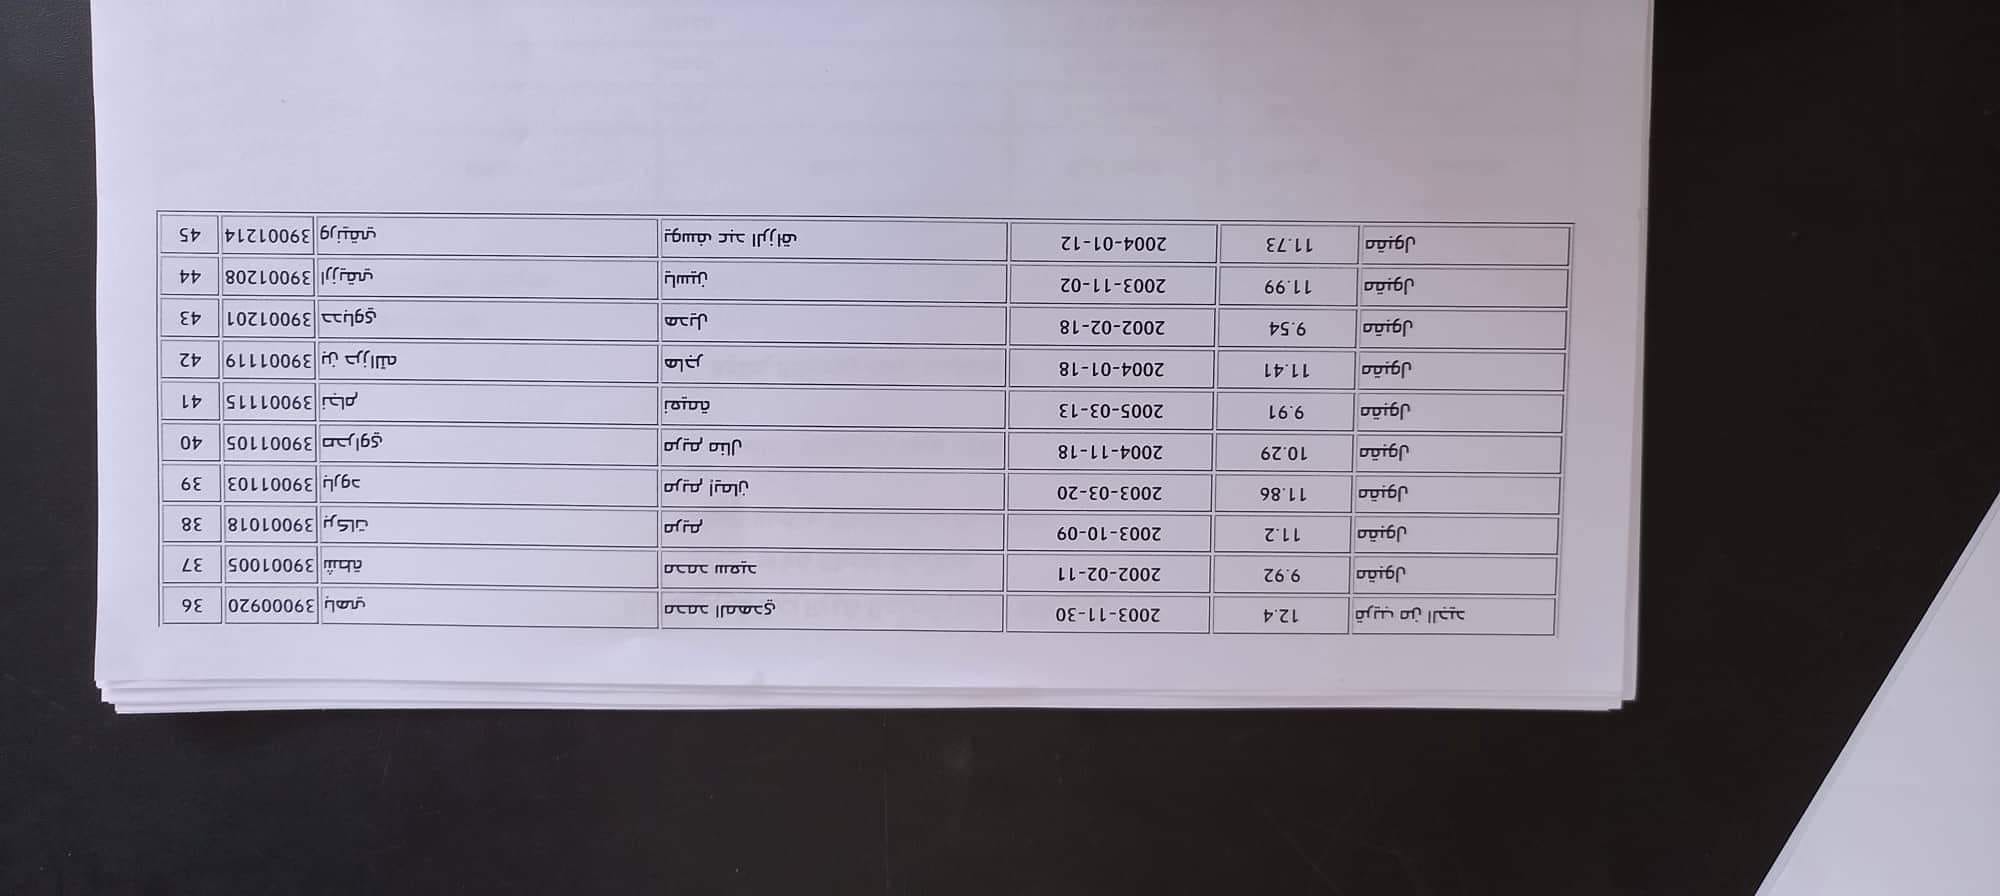 36 39000920 باهي محمد المهدي 2003-11-30 12.4 قريب من الجيد
37 39001005 شطة محمد سعيد 2002-02-11 9.92 مقبول
38 39001018 بركات مريم 2003-10-09 11.2 مقبول
39 39001103 بارود مريم إيمان 2003-03-20 11.86 مقبول
40 39001105 صحراوي مريم منال 2004-11-18 10.29 مقبول
41 39001115 نجام نعيمة 2005-03-13 9.91 مقبول
42 39001119 بن حرزالله هاجر 2004-01-18 11.41 مقبول
43 39001201 حدباوي هديل 2002-02-18 9.54 مقبول
44 39001208 ارزيقي ياسين 2003-11-02 11.99 مقبول
45 39001214 ورنيقي يوسف عبد الرزاق 2004-01-12 11.73 مقبول